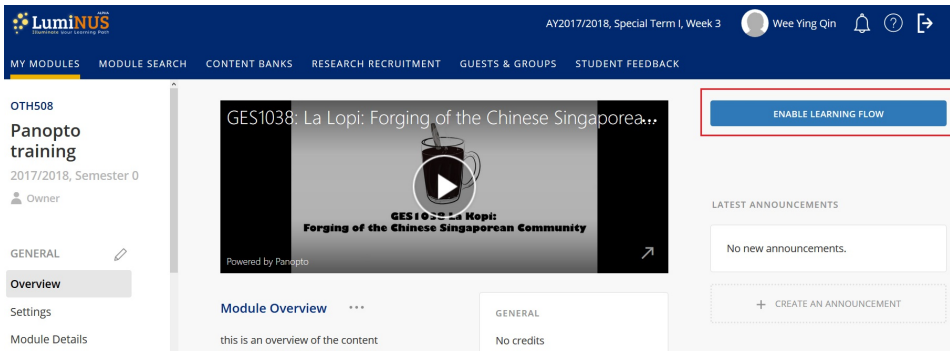 LumiNUS
ALPHA
Illuminate Your Learning Path
AY2017/2018, Special Term I, Week 3
Wee Ying Qin
MY MODULES
MODULE SEARCH
CONTENT BANKS
RESEARCH RECRUITMENT
GUESTS & GROUPS
STUDENT FEEDBACK
OTH508
Panopto
training
2017/2018, Semester 0
Owner
GENERAL
Overview
Settings
Module Details
GES1038: La Lopi: Forging of the Chinese Singaporea...
GES1038 La Kopi:
Forging of the Chinese Singaporean Community
Powered by Panopto
Module Overview
this is an overview of the content
GENERAL
No credits
ENABLE LEARNING FLOW
LATEST ANNOUNCEMENTS
No new announcements.
+ CREATE AN ANNOUNCEMENT